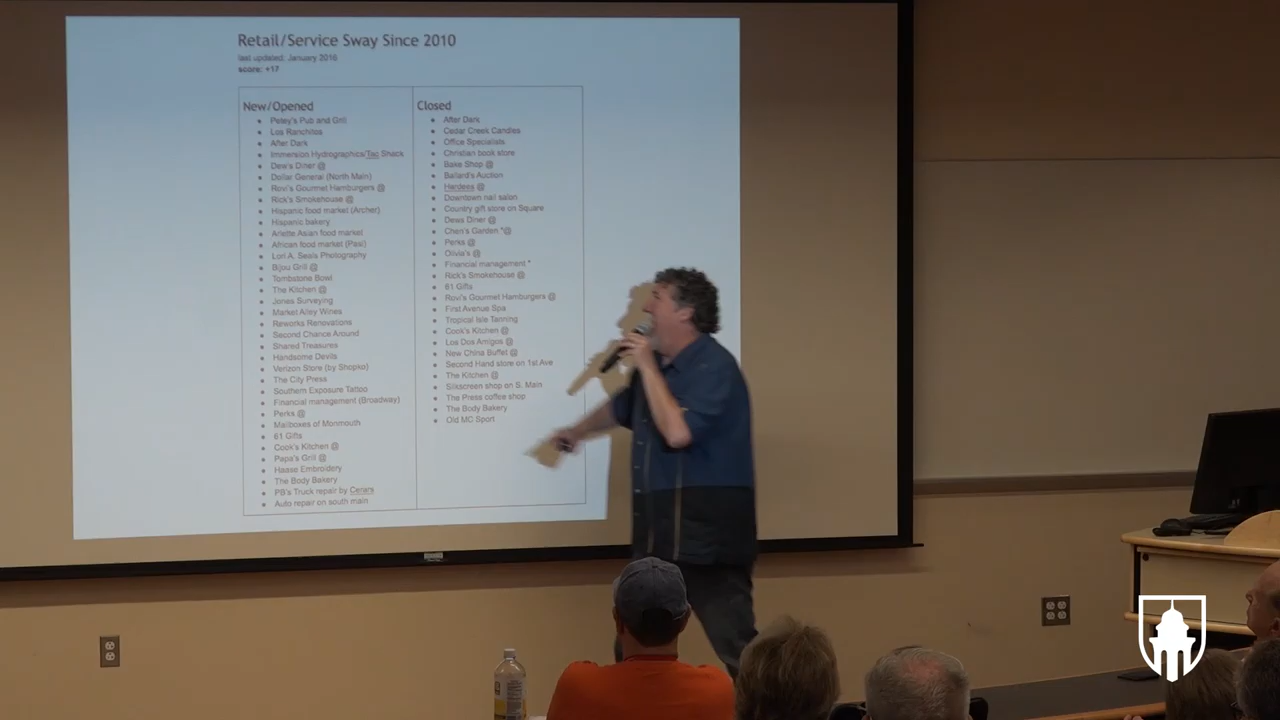 Retail/Service Sway Since 2010
last updated: January 2016
score: +17
New/Opened
Patey's Pub and Grill
Los Ranchitos
After Dark
Immersion Hydrographics/Tac Shack
Dew's Diner @
Dollar General (North Main)
Rovi's Gourmet Hamburgers @
Rick's Smokehouse @
Hispanic food market (Archer)
Hispanic bakery
Arlette Asian food market
African food market (Pasi)
Lori A. Seals Photography
Bijou Grill @
Tombstone Bowl
The Kitchen @
Jones Surveying
Market Alley Wines
Reworks Renovations
Second Chance Around
Shared Treasures
Handsome Devils
Verizon Store (by Shopko)
The City Press
Southern Exposure Tattoo
Financial management (Broadway)
Perks @
Mailboxes of Monmouth
61 Gifts
Cook's Kitchen @
Papa's Grill @
Haase Embroidery
The Body Bakery
PB's Truck repair by Cerars
Auto repair on south main
Closed
After Dark
Cedar Creek Candles
Office Specialists
Christian book store
Bake Shop @
Ballard's Auction
Hardees @
Downtown nail salon
Country gift store on Square
Dews Diner @
Chen's Garden *@
Perks @
Olivia's @
Financial management *
Rick's Smokehouse @
61 Gifts
Rovi's Gourmet Hamburgers @
First Avenue Spa
Tropical Isle Tanning
Cook's Kitchen @
Los Dos Amigos @
New China Buffet @
Second Hand store on 1st Ave
The Kitchen @
Silkscreen shop on S. Main
The Press coffee shop
The Body Bakery
Old MC Sport